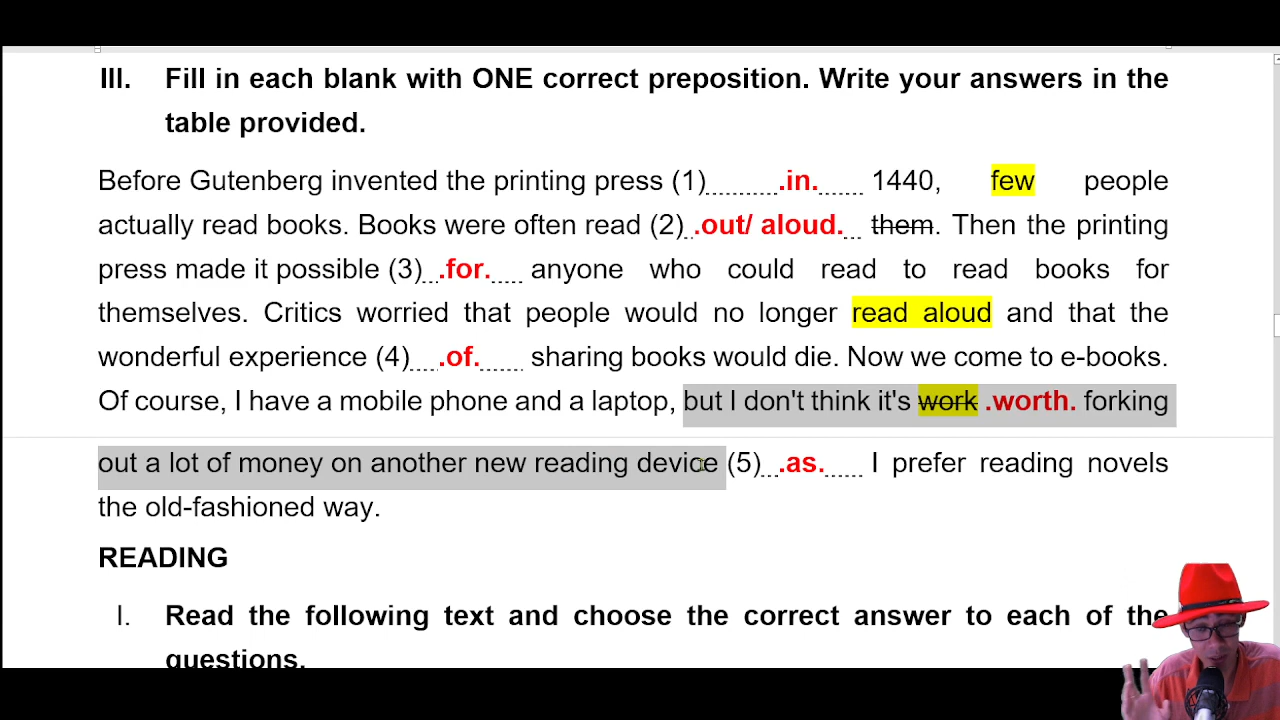 III. Fill in each blank with ONE correct preposition. Write your answers in the
table provided.
Before Gutenberg invented the printing press (1)..........in....... 1440, few people
actually read books. Books were often read (2)..out/ aloud... them. Then the printing
press made it possible (3)...for...... anyone who could read to read books for
themselves. Critics worried that people would no longer read aloud and that the
wonderful experience (4)....of....... sharing books would die. Now we come to e-books.
Of course, I have a mobile phone and a laptop, but I don't think it's work .worth. forking
out a lot of money on another new reading device (5)...as...... I prefer reading novels
the old-fashioned way.
READING
I. Read the following text and choose the correct answer to each of the
questions.